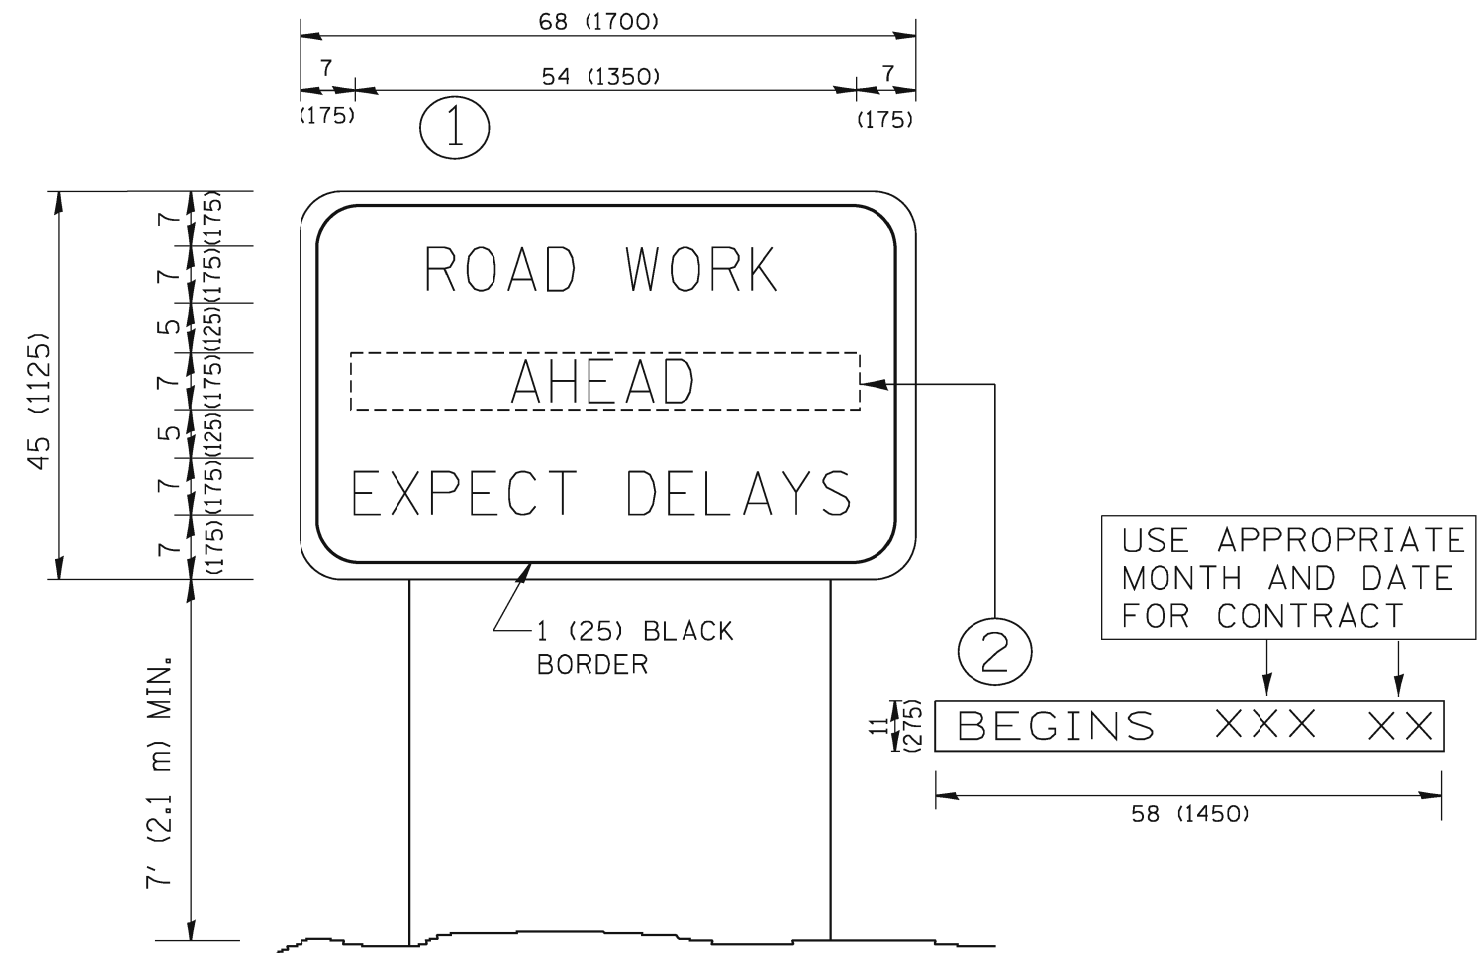 68 (1700)
7
54 (1350)
7
(175)
(175)
1
7
(175)
7
(175)
5
(125)
7
(175)
5
(125)
7
(175)
7
(175)
45 (1125)
ROAD WORK
AHEAD
EXPECT DELAYS
1 (25) BLACK
BORDER
7' (2.1 m) MIN.
2
USE APPROPRIATE
MONTH AND DATE
FOR CONTRACT
11
(275)
BEGINS XXX XX
58 (1450)